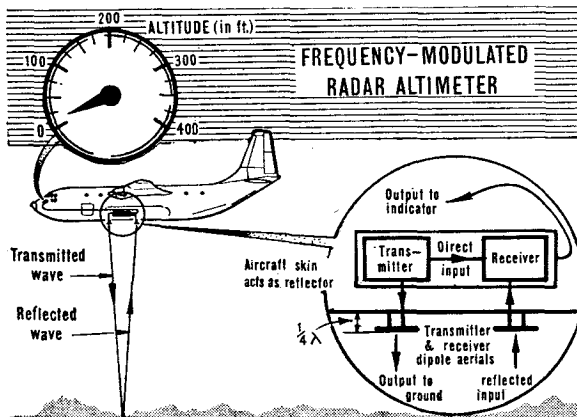 200
ALTITUDE (in ft.)
100
300
0
400
FREQUENCY-MODULATED
RADAR ALTIMETER
Output to
indicator
Trans-
mitter
Direct
input
Receiver
Transmitted
wave
Aircraft skin
acts as reflector
Reflected
wave
1/4 λ
Transmitter
& receiver
dipole aerials
Output to
ground
reflected
input